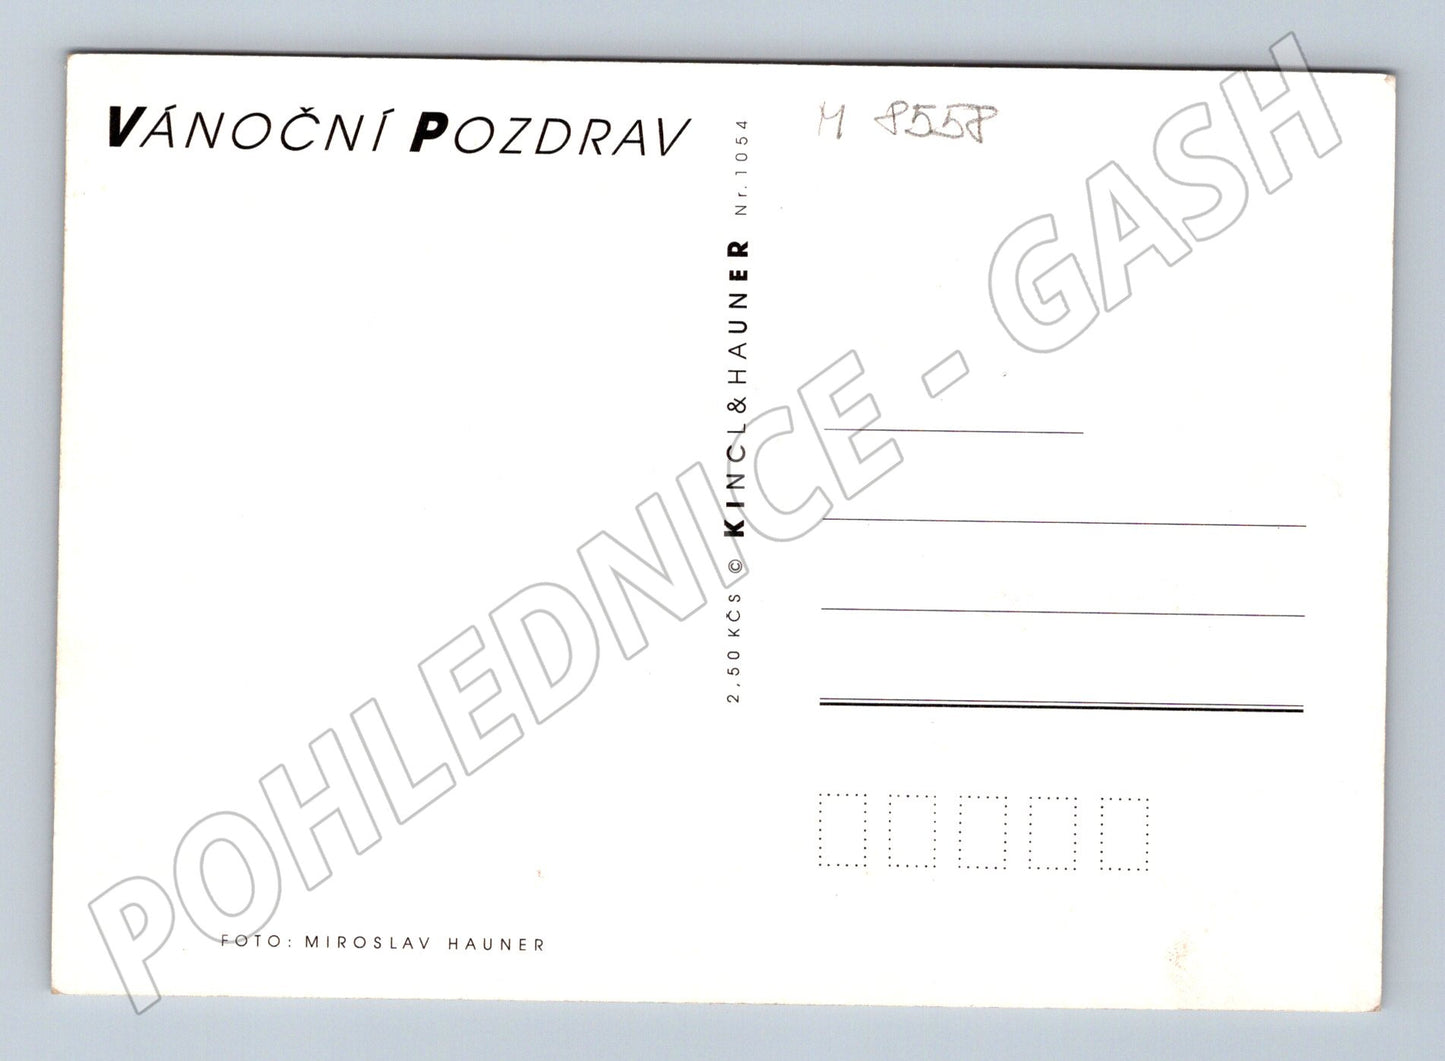 VÁNOČNÍ POZDRAV
M 8558
2,50 KČS © KINCL & HAUNER Nr. 1054
FOTO: MIROSLAV HAUNER
POHLEDNICE - GASH